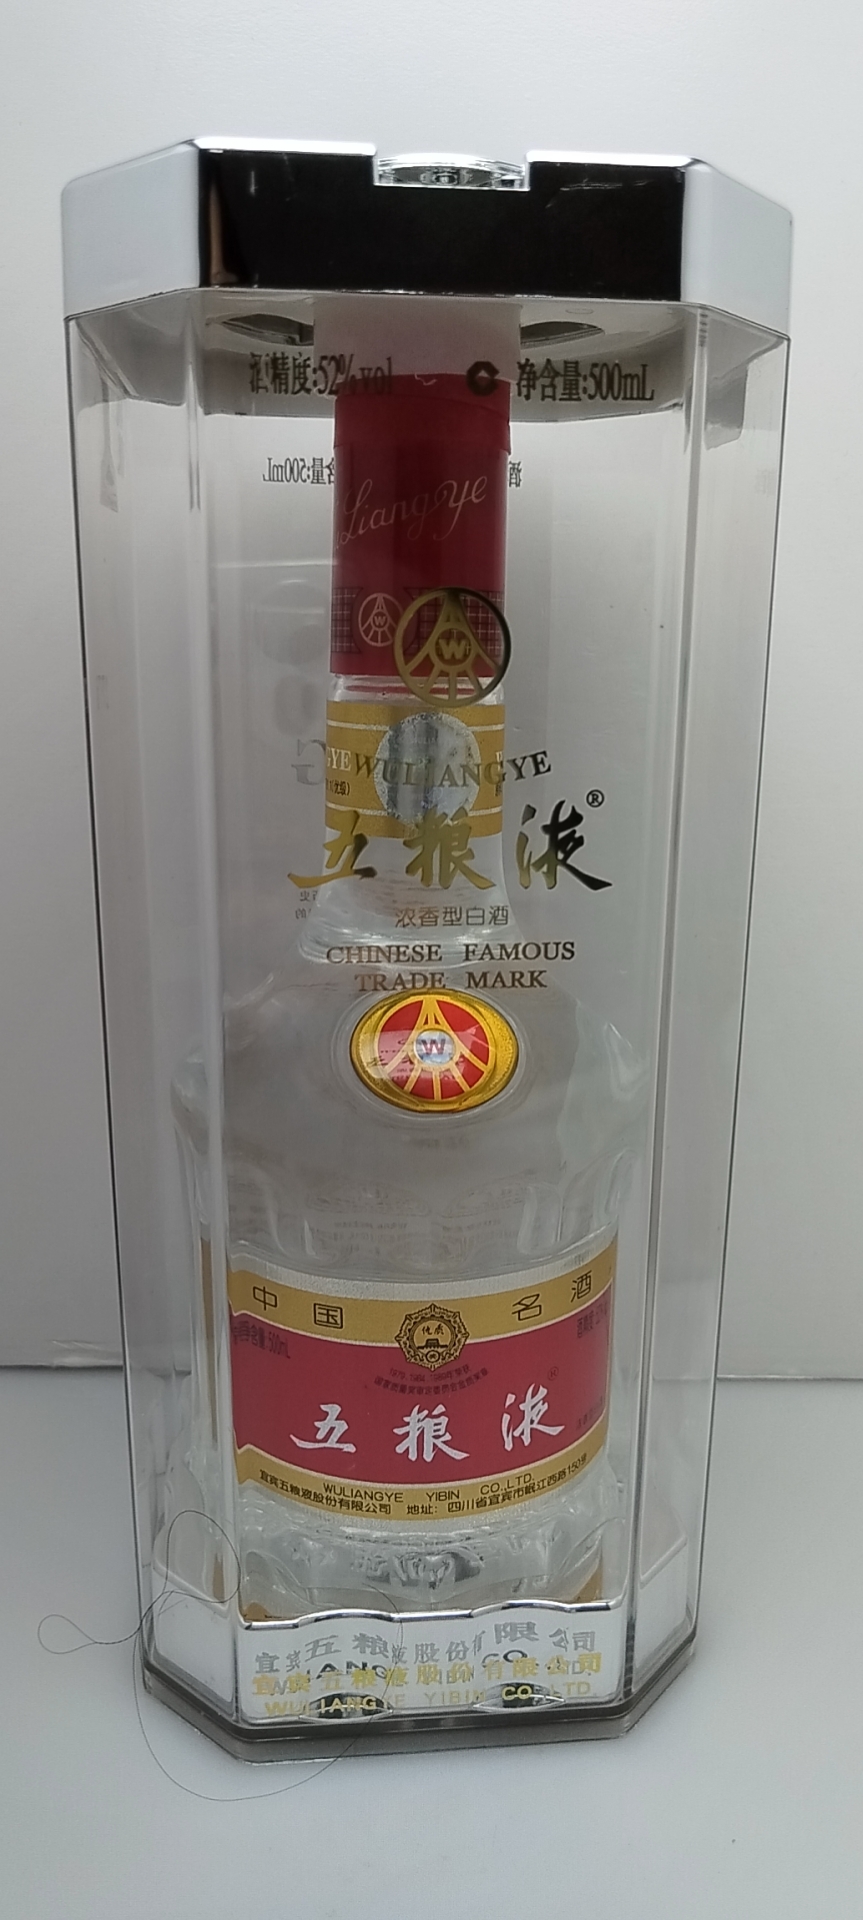 酒精度:52%vol 净含量:500mL
LiangYe
W
W
WULIANGYE
五粮液®
浓香型白酒
CHINESE FAMOUS
TRADE MARK
W
中国名酒
净含量:500mL
五粮液®
WULIANGYE YIBIN CO.,LTD.
宜宾五粮液股份有限公司 地址: 四川省宜宾市岷江西路150号
宜宾五粮液股份有限公司
WULIANGYE YIBIN CO.,LTD